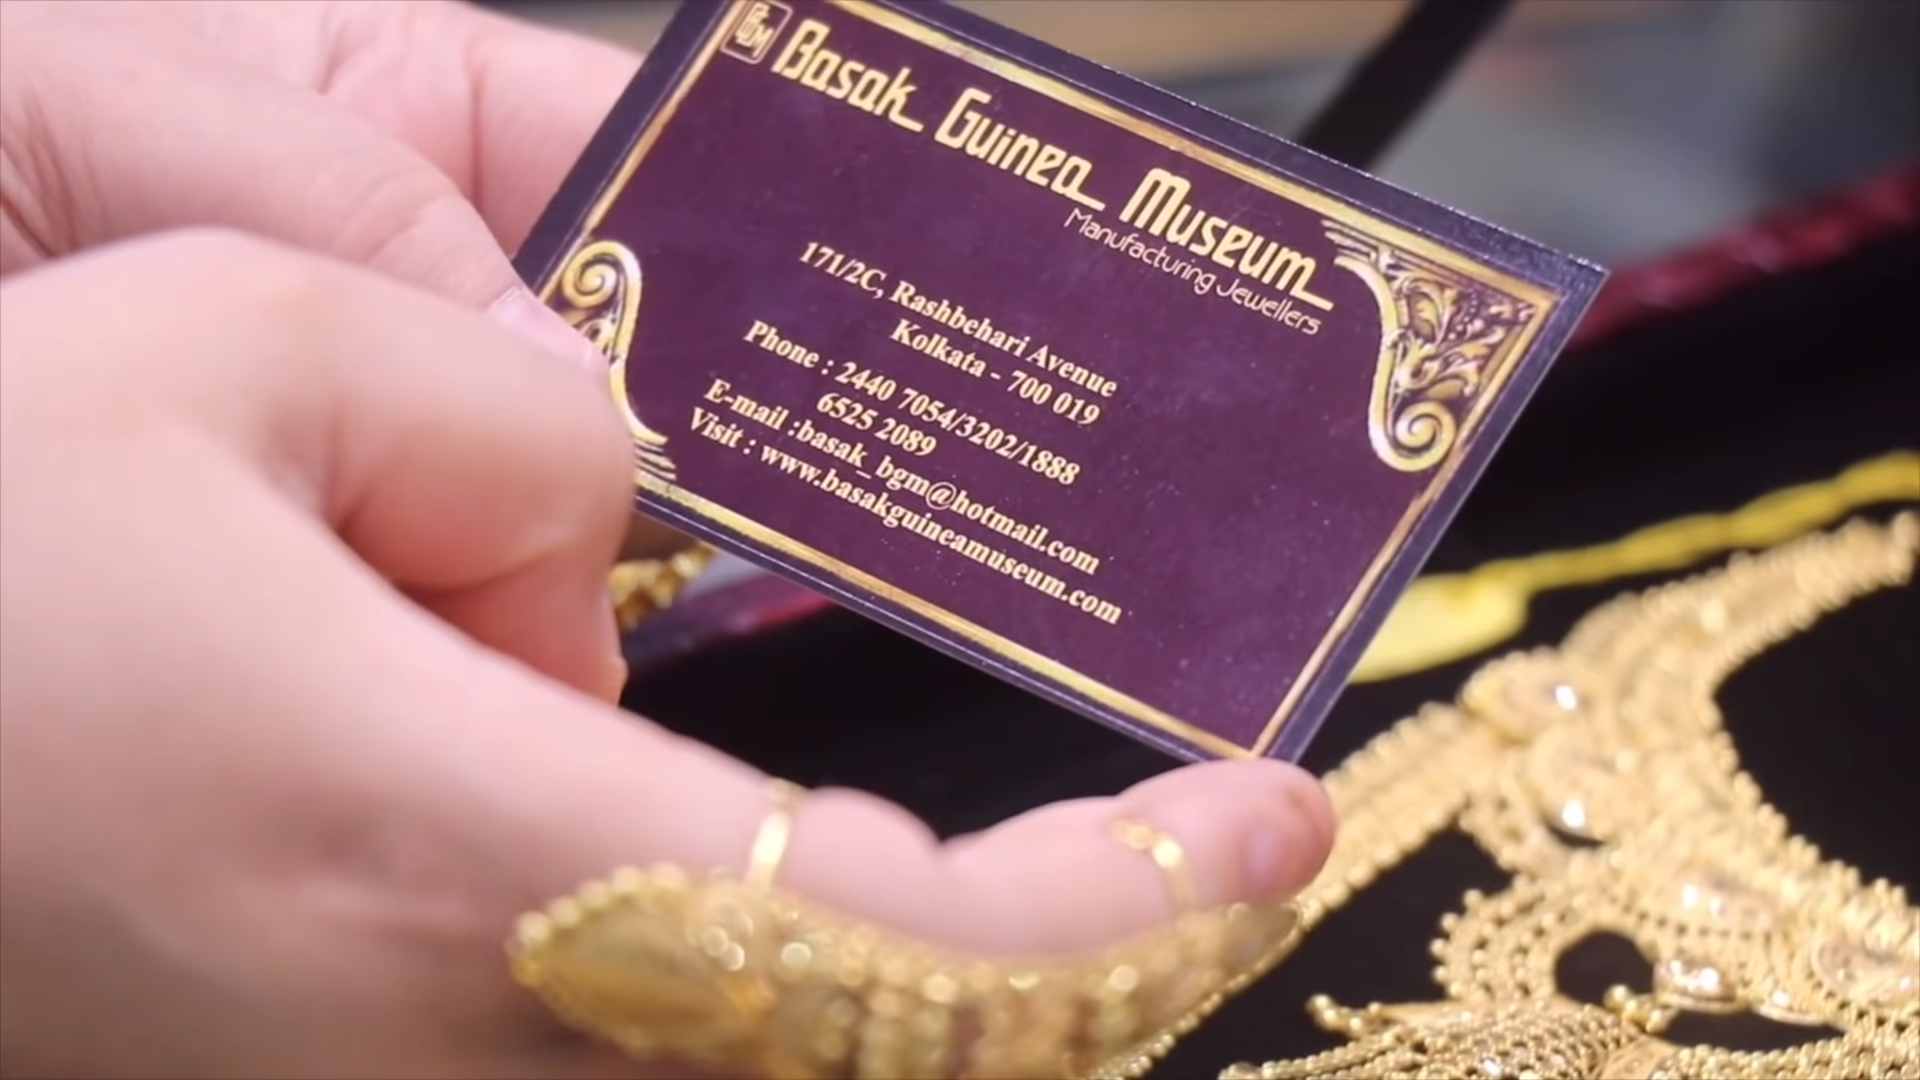 BGM
Basak Guinea Museum
Manufacturing Jewellers
171/2C, Rashbehari Avenue
Kolkata - 700 019
Phone : 2440 7054/3202/1888
6525 2089
E-mail :basak_bgm@hotmail.com
Visit : www.basakguineamuseum.com